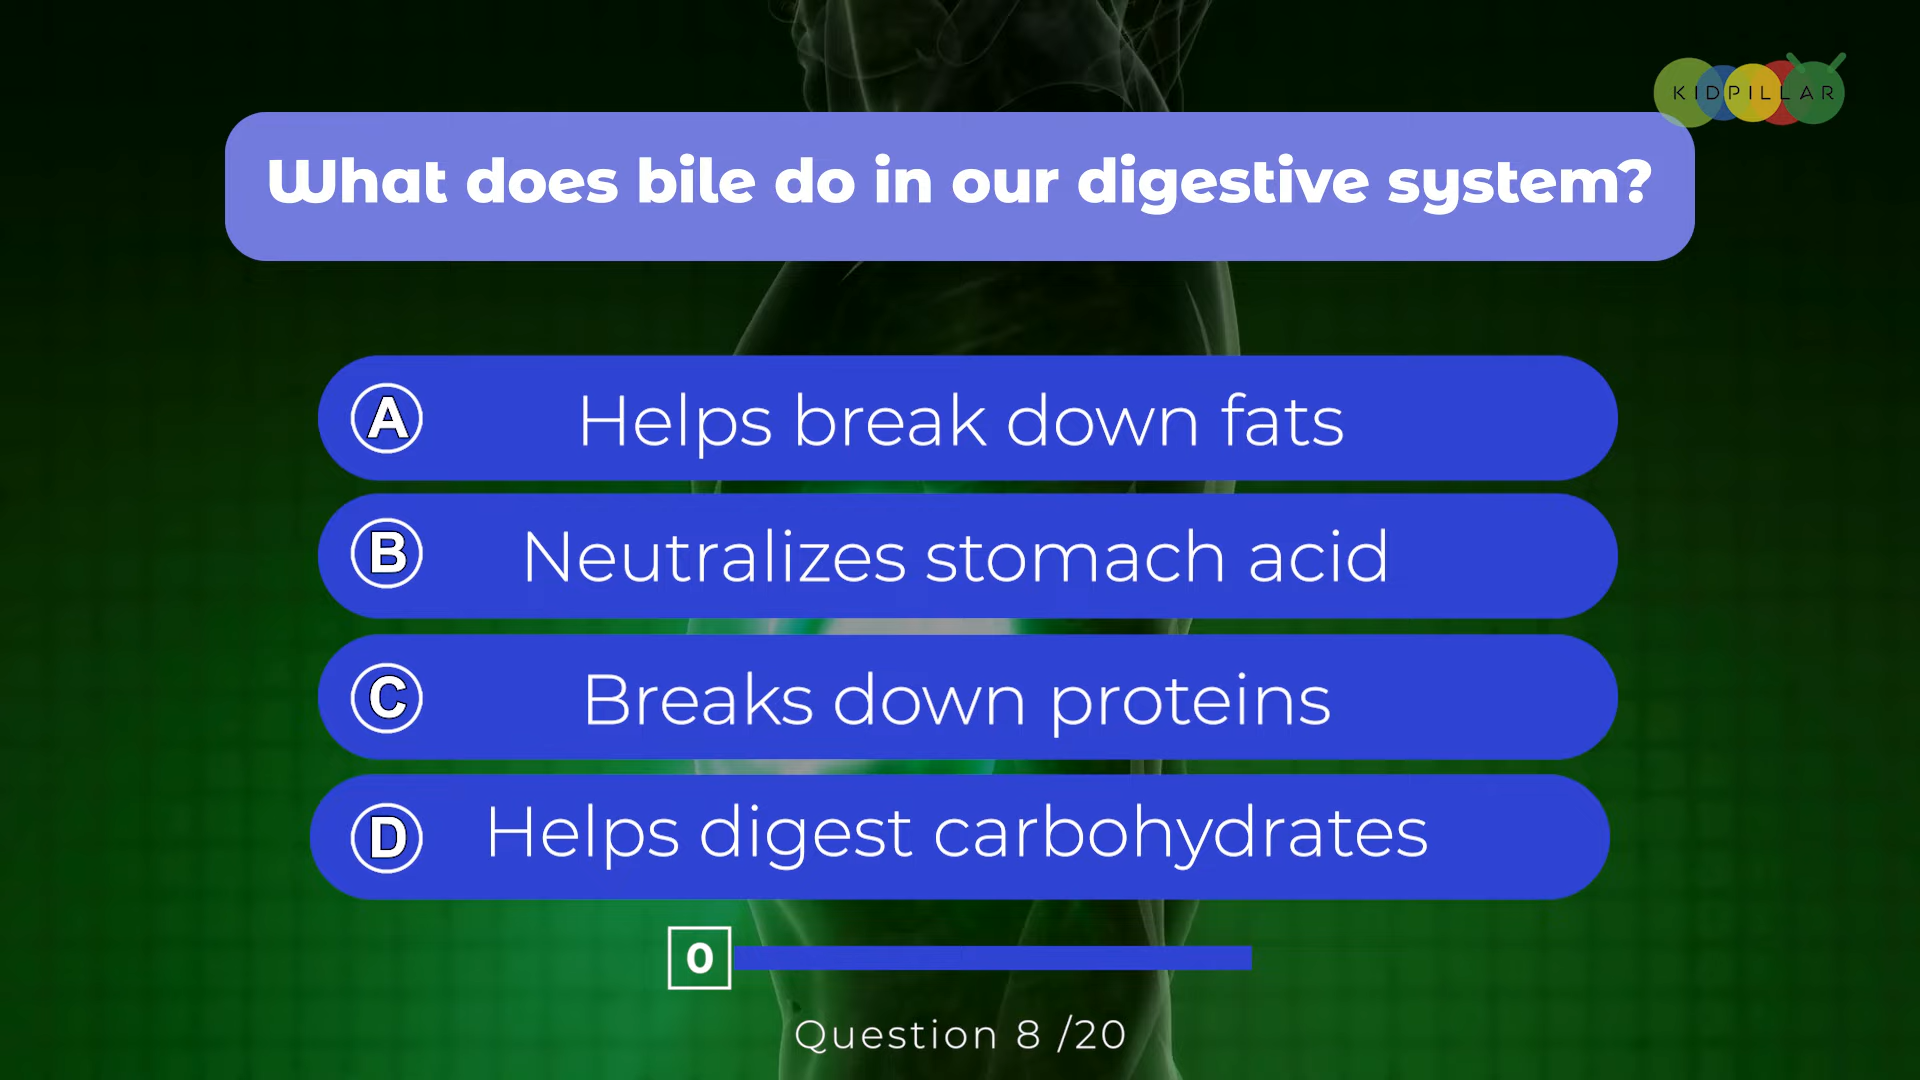 KIDPILLAR
What does bile do in our digestive system?
A Helps break down fats
B Neutralizes stomach acid
C Breaks down proteins
D Helps digest carbohydrates
0
Question 8 /20